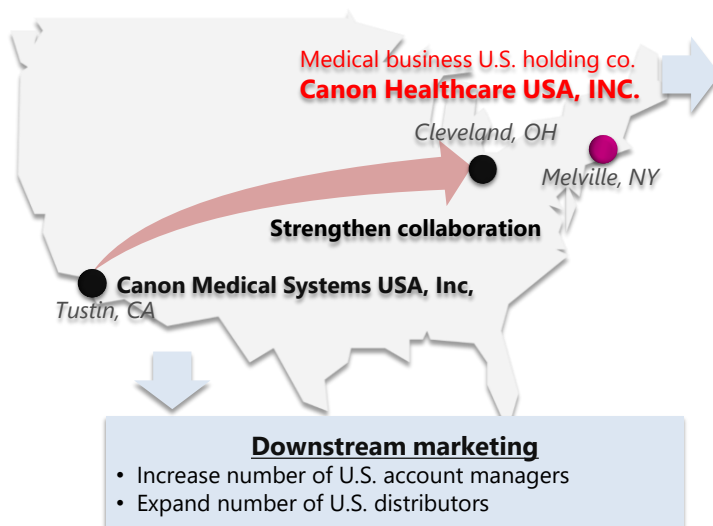 Medical business U.S. holding co.
Canon Healthcare USA, INC.
Cleveland, OH
Melville, NY
Strengthen collaboration
Canon Medical Systems USA, Inc,
Tustin, CA
Downstream marketing
• Increase number of U.S. account managers
• Expand number of U.S. distributors